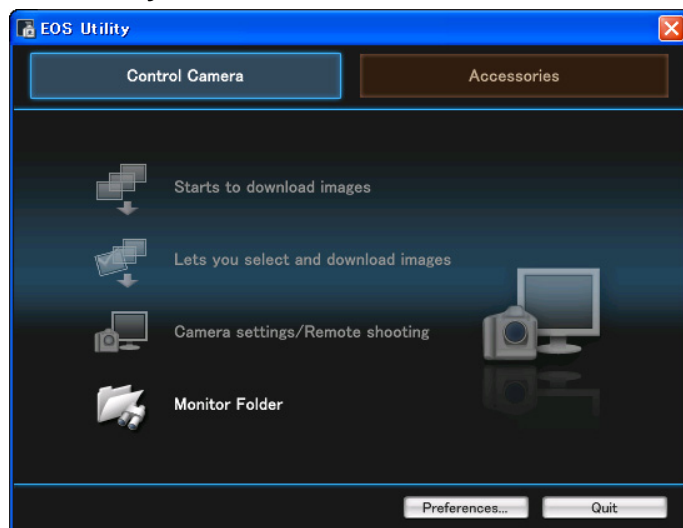 EOS Utility
Control Camera
Accessories
Starts to download images
Lets you select and download images
Camera settings/Remote shooting
Monitor Folder
Preferences...
Quit